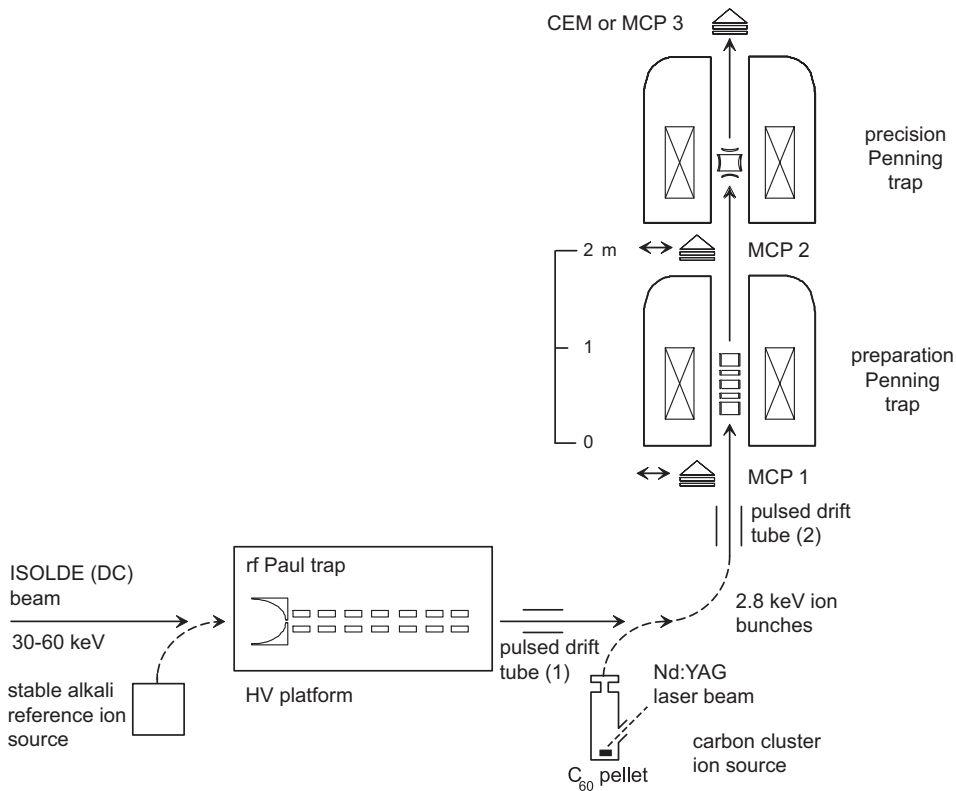 CEM or MCP 3
precision
Penning
trap
2 m
MCP 2
1
preparation
Penning
trap
0
MCP 1
pulsed drift
tube (2)
ISOLDE (DC)
beam
30-60 keV
rf Paul trap
2.8 keV ion
bunches
pulsed drift
tube (1)
HV platform
stable alkali
reference ion
source
Nd:YAG
laser beam
carbon cluster
ion source
C60 pellet